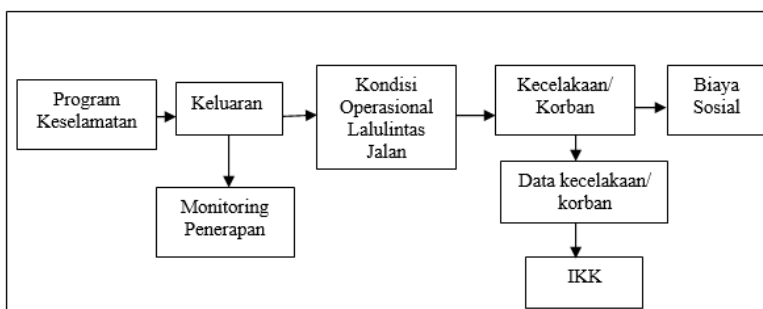 Program
Keselamatan
Keluaran
Kondisi
Operasional
Lalulintas
Jalan
Kecelakaan/
Korban
Biaya
Sosial
Monitoring
Penerapan
Data kecelakaan/
korban
IKK